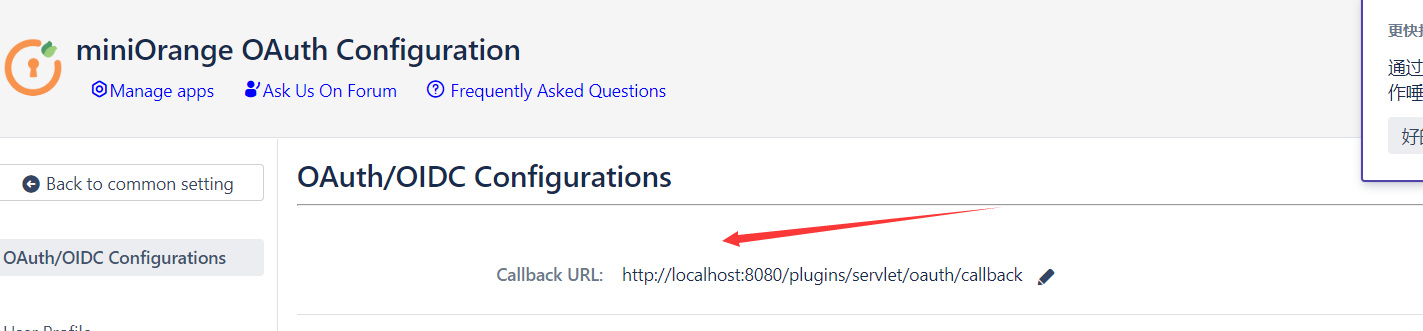 miniOrange OAuth Configuration
Manage apps
Ask Us On Forum
Frequently Asked Questions
更快
通过
作唾
好的
Back to common setting
OAuth/OIDC Configurations
OAuth/OIDC Configurations
Callback URL:
http://localhost:8080/plugins/servlet/oauth/callback
User Profile